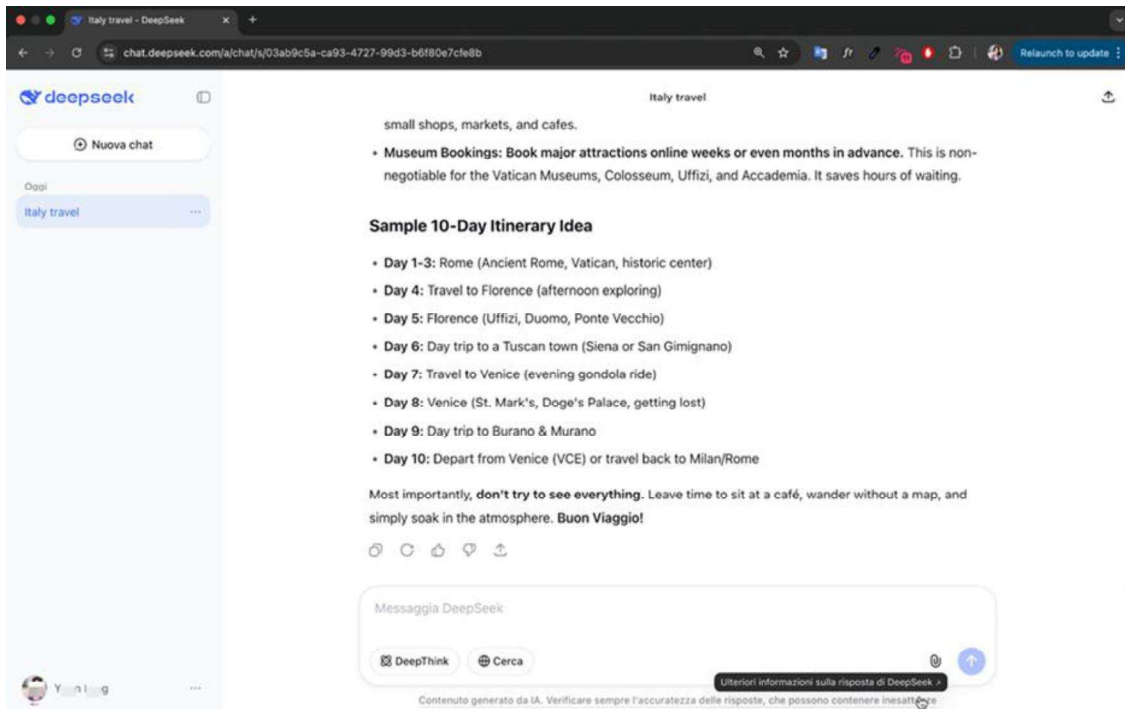 Italy travel - DeepSeek
chat.deepseek.com/a/chat/s/03ab9c5a-ca93-4727-99d3-b6f80e7cfe8b
Relaunch to update
deepseek
Italy travel
Nuova chat
Oggi
Italy travel
small shops, markets, and cafes.
• Museum Bookings: Book major attractions online weeks or even months in advance. This is non-
negotiable for the Vatican Museums, Colosseum, Uffizi, and Accademia. It saves hours of waiting.
Sample 10-Day Itinerary Idea
• Day 1-3: Rome (Ancient Rome, Vatican, historic center)
• Day 4: Travel to Florence (afternoon exploring)
• Day 5: Florence (Uffizi, Duomo, Ponte Vecchio)
• Day 6: Day trip to a Tuscan town (Siena or San Gimignano)
• Day 7: Travel to Venice (evening gondola ride)
• Day 8: Venice (St. Mark's, Doge's Palace, getting lost)
• Day 9: Day trip to Burano & Murano
• Day 10: Depart from Venice (VCE) or travel back to Milan/Rome
Most importantly, don't try to see everything. Leave time to sit at a café, wander without a map, and
simply soak in the atmosphere. Buon Viaggio!
Messaggia DeepSeek
DeepThink
Cerca
Ulteriori informazioni sulla risposta di DeepSeek
Contenuto generato da IA. Verificare sempre l'accuratezza delle risposte, che possono contenere